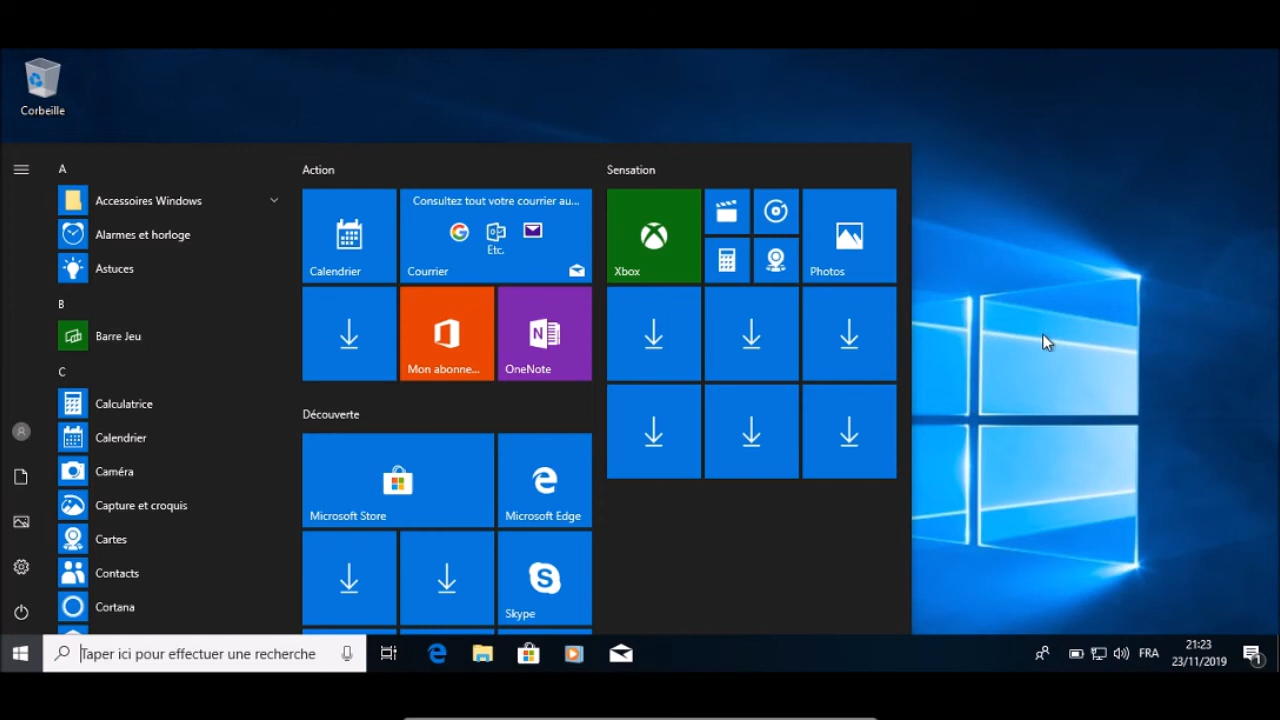 Corbeille
A
Accessoires Windows
Alarmes et horloge
Astuces
B
Barre Jeu
C
Calculatrice
Calendrier
Caméra
Capture et croquis
Cartes
Contacts
Cortana
Action
Calendrier
Consultez tout votre courrier au...
Etc.
Courrier
Mon abonne...
N
OneNote
Découverte
Microsoft Store
Microsoft Edge
Skype
Sensation
Xbox
Photos
Taper ici pour effectuer une recherche
FRA
21:23
23/11/2019
1